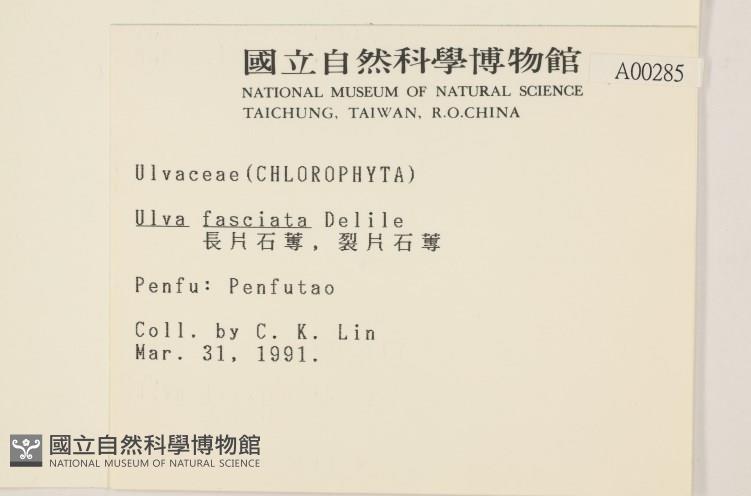 國立自然科學博物館
A00285
NATIONAL MUSEUM OF NATURAL SCIENCE
TAICHUNG, TAIWAN, R.O.CHINA
Ulvaceae(CHLOROPHYTA)
Ulva fasciata Delile
長片石蓴, 裂片石蓴
Penfu: Penfutao
Coll. by C. K. Lin
Mar. 31, 1991.
國立自然科學博物館
NATIONAL MUSEUM OF NATURAL SCIENCE